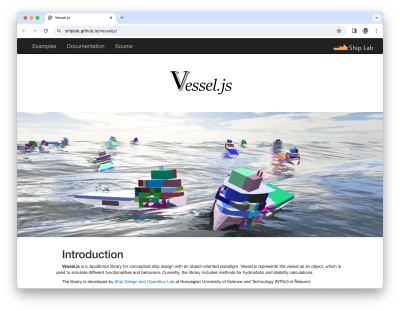 Vessel.js
shiplab.github.io/vesseljs/
Examples Documentation Source Ship Lab
Vessel.js
Introduction
Vessel.js is a JavaScript library for conceptual ship design with an object-oriented paradigm. Vessel.js represents the vessel as an object, which is
used to simulate different functionalities and behaviors. Currently, the library includes methods for hydrostatic and stability calculations.
The library is developed by Ship Design and Operation Lab at Norwegian University of Science and Technology (NTNU) in Ålesund.